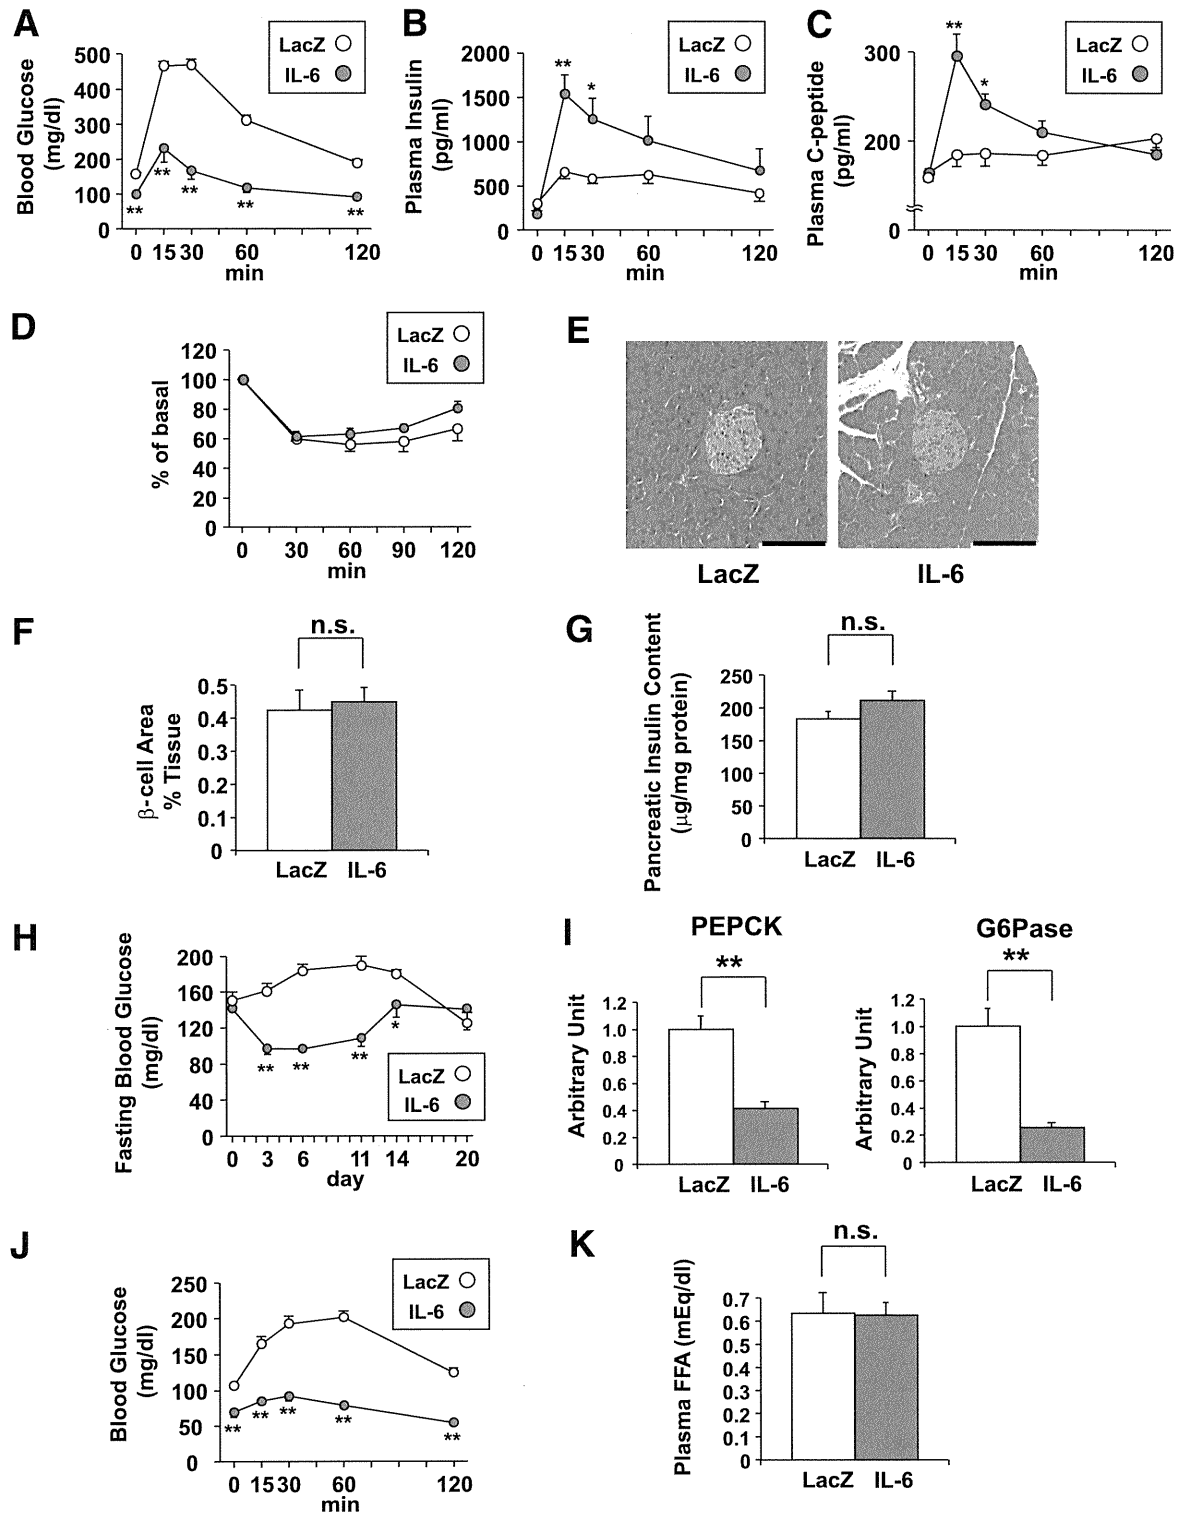 A
LacZ
IL-6
Blood Glucose
(mg/dl)
500
400
300
200
100
0
**
**
**
**
**
0 15 30 60 120
min
B
LacZ
IL-6
Plasma Insulin
(pg/ml)
2000
1500
1000
500
0
**
*
0 15 30 60 120
min
C
LacZ
IL-6
Plasma C-peptide
(pg/ml)
300
200
0
**
*
0 15 30 60 120
min
D
LacZ
IL-6
% of basal
120
100
80
60
40
20
0
0 30 60 90 120
min
E
LacZ
IL-6
F
n.s.
β-cell Area
% Tissue
0.5
0.4
0.3
0.2
0.1
0
LacZ IL-6
G
n.s.
Pancreatic Insulin Content
(μg/mg protein)
250
200
150
100
50
0
LacZ IL-6
H
Fasting Blood Glucose
(mg/dl)
200
160
120
80
40
0
**
**
**
*
LacZ
IL-6
0 3 6 11 14 20
day
I
PEPCK
**
Arbitrary Unit
1.2
1.0
0.8
0.6
0.4
0.2
0
LacZ IL-6
G6Pase
**
Arbitrary Unit
1.2
1.0
0.8
0.6
0.4
0.2
0
LacZ IL-6
J
LacZ
IL-6
Blood Glucose
(mg/dl)
250
200
150
100
50
0
**
**
**
**
**
0 15 30 60 120
min
K
n.s.
Plasma FFA (mEq/dl)
0.7
0.6
0.5
0.4
0.3
0.2
0.1
0
LacZ IL-6